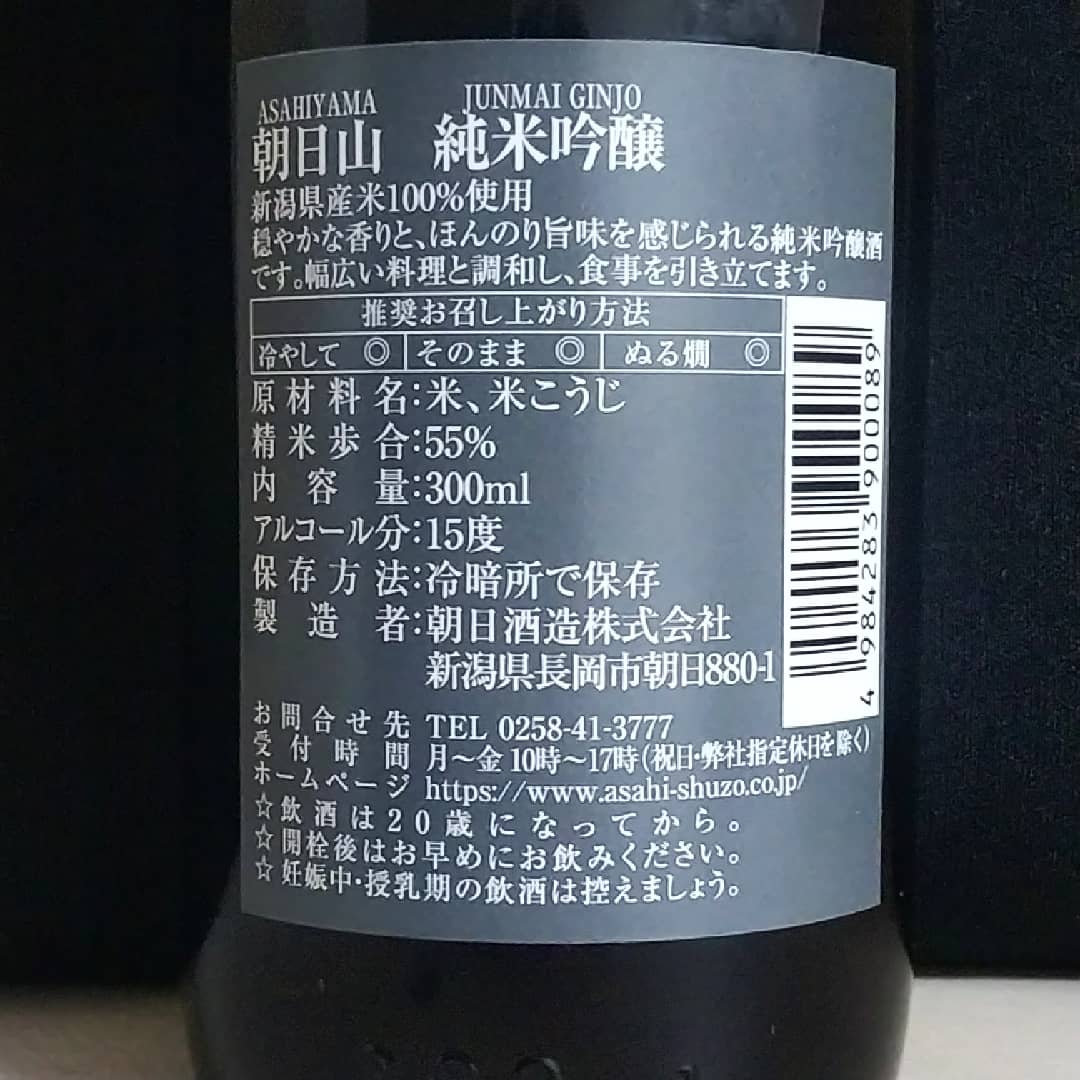 ASAHIYAMA JUNMAI GINJO
朝日山 純米吟醸
新潟県産米100%使用
穏やかな香りと、ほんのり旨味を感じられる純米吟醸酒
です。幅広い料理と調和し、食事を引き立てます。
推奨お召し上がり方法
冷やして ◎ そのまま ◎ ぬる燗 ◎
原材料名:米、米こうじ
精米歩合:55%
内容量:300ml
アルコール分:15度
保存方法:冷暗所で保存
製造者:朝日酒造株式会社
新潟県長岡市朝日880-1
お問合せ先 TEL 0258-41-3777
受付時間 月～金 10時～17時(祝日・弊社指定休日を除く)
ホームページ https://www.asahi-shuzo.co.jp/
☆飲酒は20歳になってから。
☆開栓後はお早めにお飲みください。
☆妊娠中・授乳期の飲酒は控えましょう。
4 984283 900089